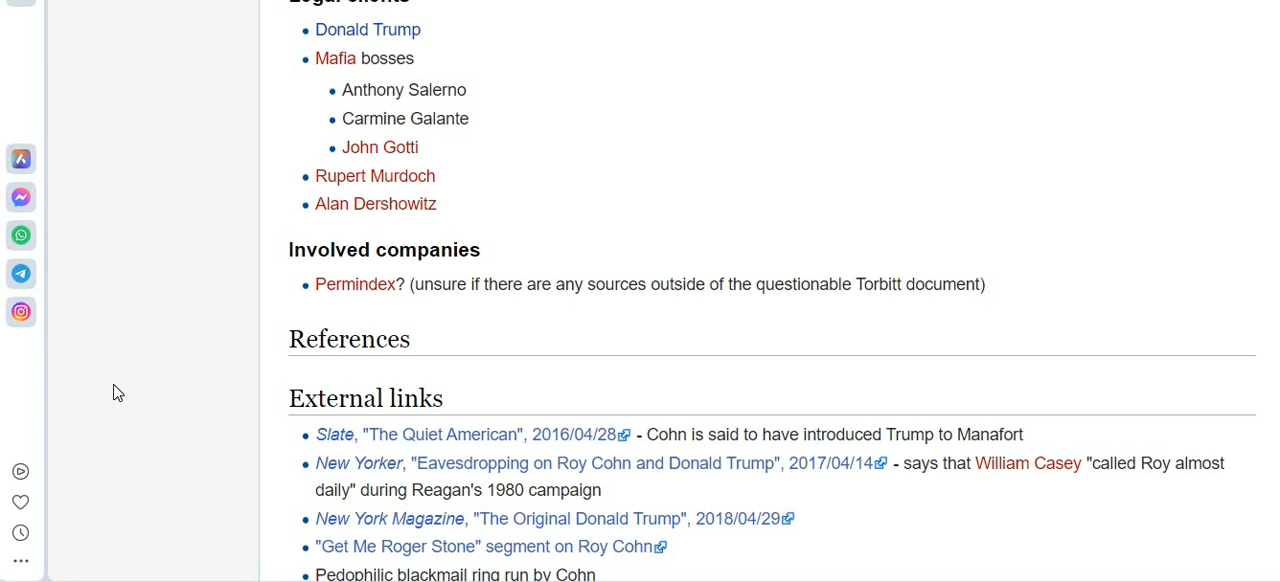 Legal clients
Donald Trump
Mafia bosses
Anthony Salerno
Carmine Galante
John Gotti
Rupert Murdoch
Alan Dershowitz
Involved companies
Permindex? (unsure if there are any sources outside of the questionable Torbitt document)
References
External links
Slate, "The Quiet American", 2016/04/28 - Cohn is said to have introduced Trump to Manafort
New Yorker, "Eavesdropping on Roy Cohn and Donald Trump", 2017/04/14 - says that William Casey "called Roy almost
daily" during Reagan's 1980 campaign
New York Magazine, "The Original Donald Trump", 2018/04/29
"Get Me Roger Stone" segment on Roy Cohn
Pedophilic blackmail ring run by Cohn